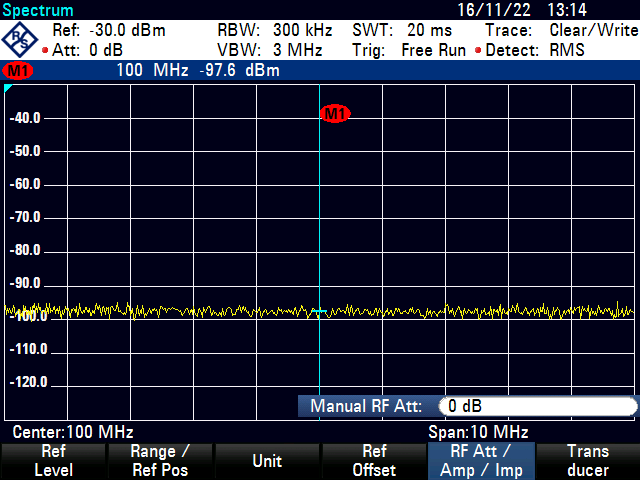 Spectrum 16/11/22 13:14
Ref: -30.0 dBm RBW: 300 kHz SWT: 20 ms Trace: Clear/Write
Att: 0 dB VBW: 3 MHz Trig: Free Run Detect: RMS
R S
M1 100 MHz -97.6 dBm
M1
-40.0
-50.0
-60.0
-70.0
-80.0
-90.0
-100.0
-110.0
-120.0
Manual RF Att: 0 dB
Center:100 MHz Span:10 MHz
Ref Level
Range / Ref Pos
Unit
Ref Offset
RF Att / Amp / Imp
Trans ducer